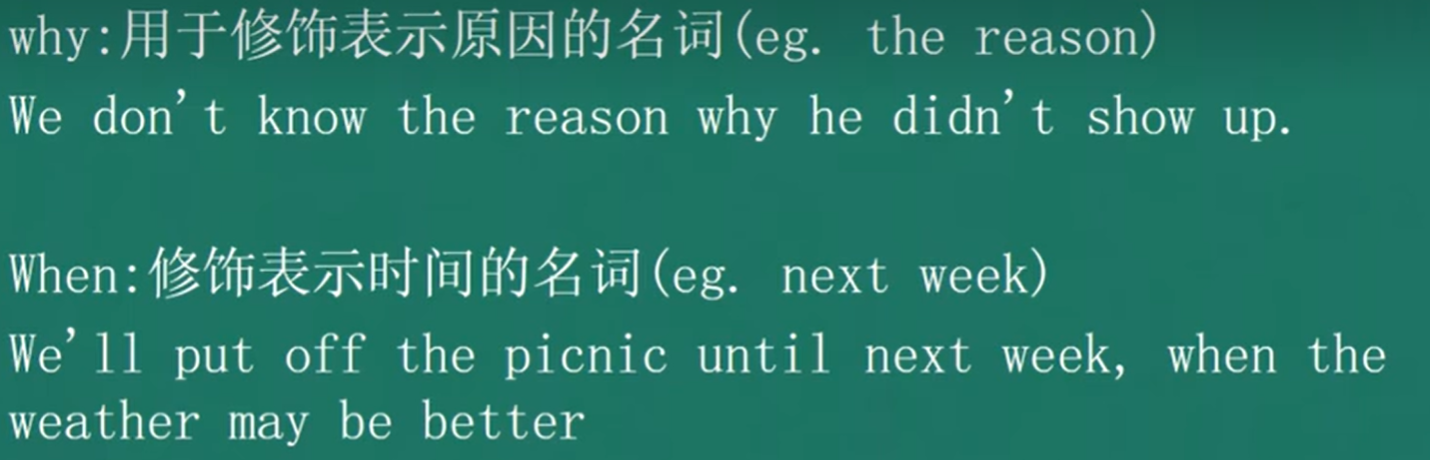 why:用于修饰表示原因的名词(eg. the reason)
We don't know the reason why he didn't show up.
When:修饰表示时间的名词(eg. next week)
We'll put off the picnic until next week, when the
weather may be better